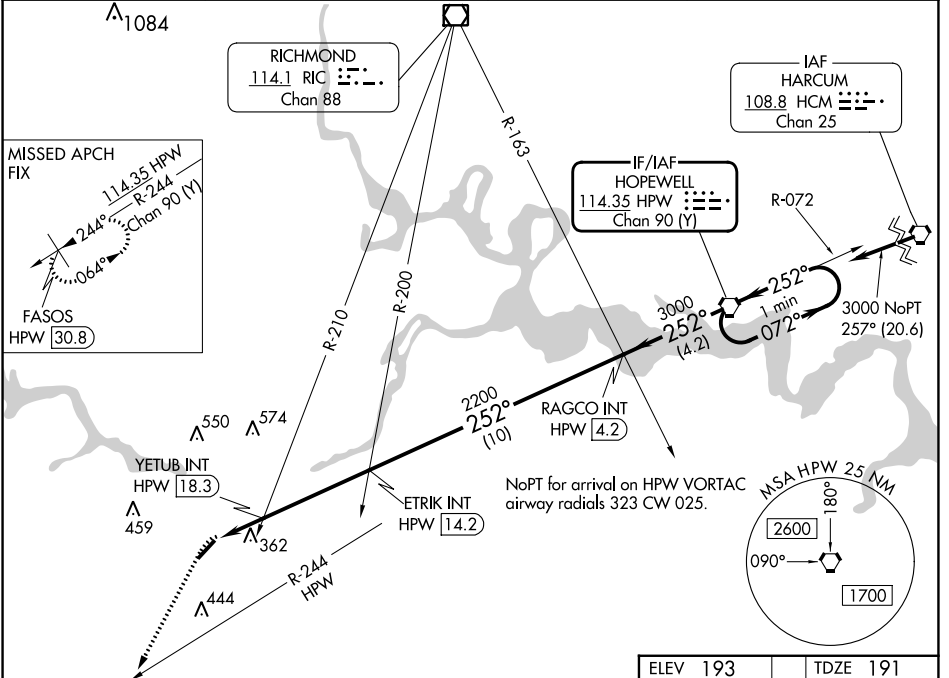 1084
RICHMOND
114.1 RIC
Chan 88
IAF
HARCUM
108.8 HCM
Chan 25
MISSED APCH
FIX
114.35 HPW
R-244
Chan 90 (Y)
244°
064°
FASOS
HPW 30.8
IF/IAF
HOPEWELL
114.35 HPW
Chan 90 (Y)
R-163
R-072
R-210
R-200
252°
1 min
072°
3000 NoPT
257° (20.6)
3000
252°
(4.2)
RAGCO INT
HPW 4.2
2200
252°
(10)
550
574
YETUB INT
HPW 18.3
459
362
ETRIK INT
HPW 14.2
NoPT for arrival on HPW VORTAC
airway radials 323 CW 025.
R-244
HPW
444
MSA HPW 25 NM
180°
2600
090°
1700
ELEV 193
TDZE 191